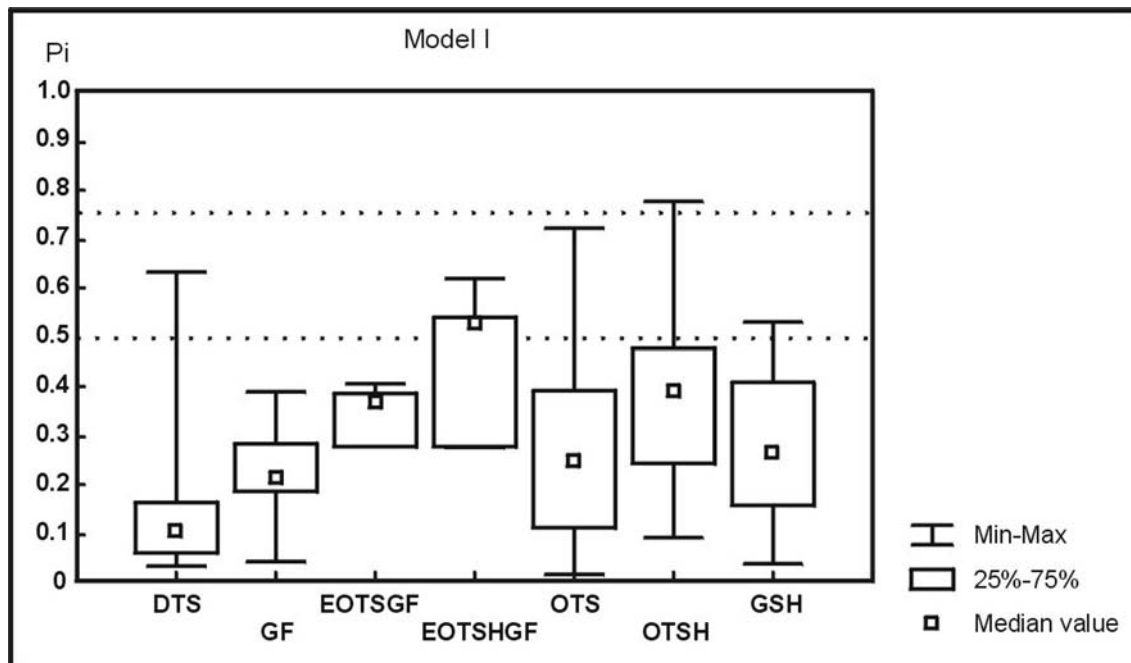 Model I
Pi
1.0
0.9
0.8
0.7
0.6
0.5
0.4
0.3
0.2
0.1
0
DTS EOTSGF OTS GSH
GF EOTSHGF OTSH
Min-Max
25%-75%
Median value